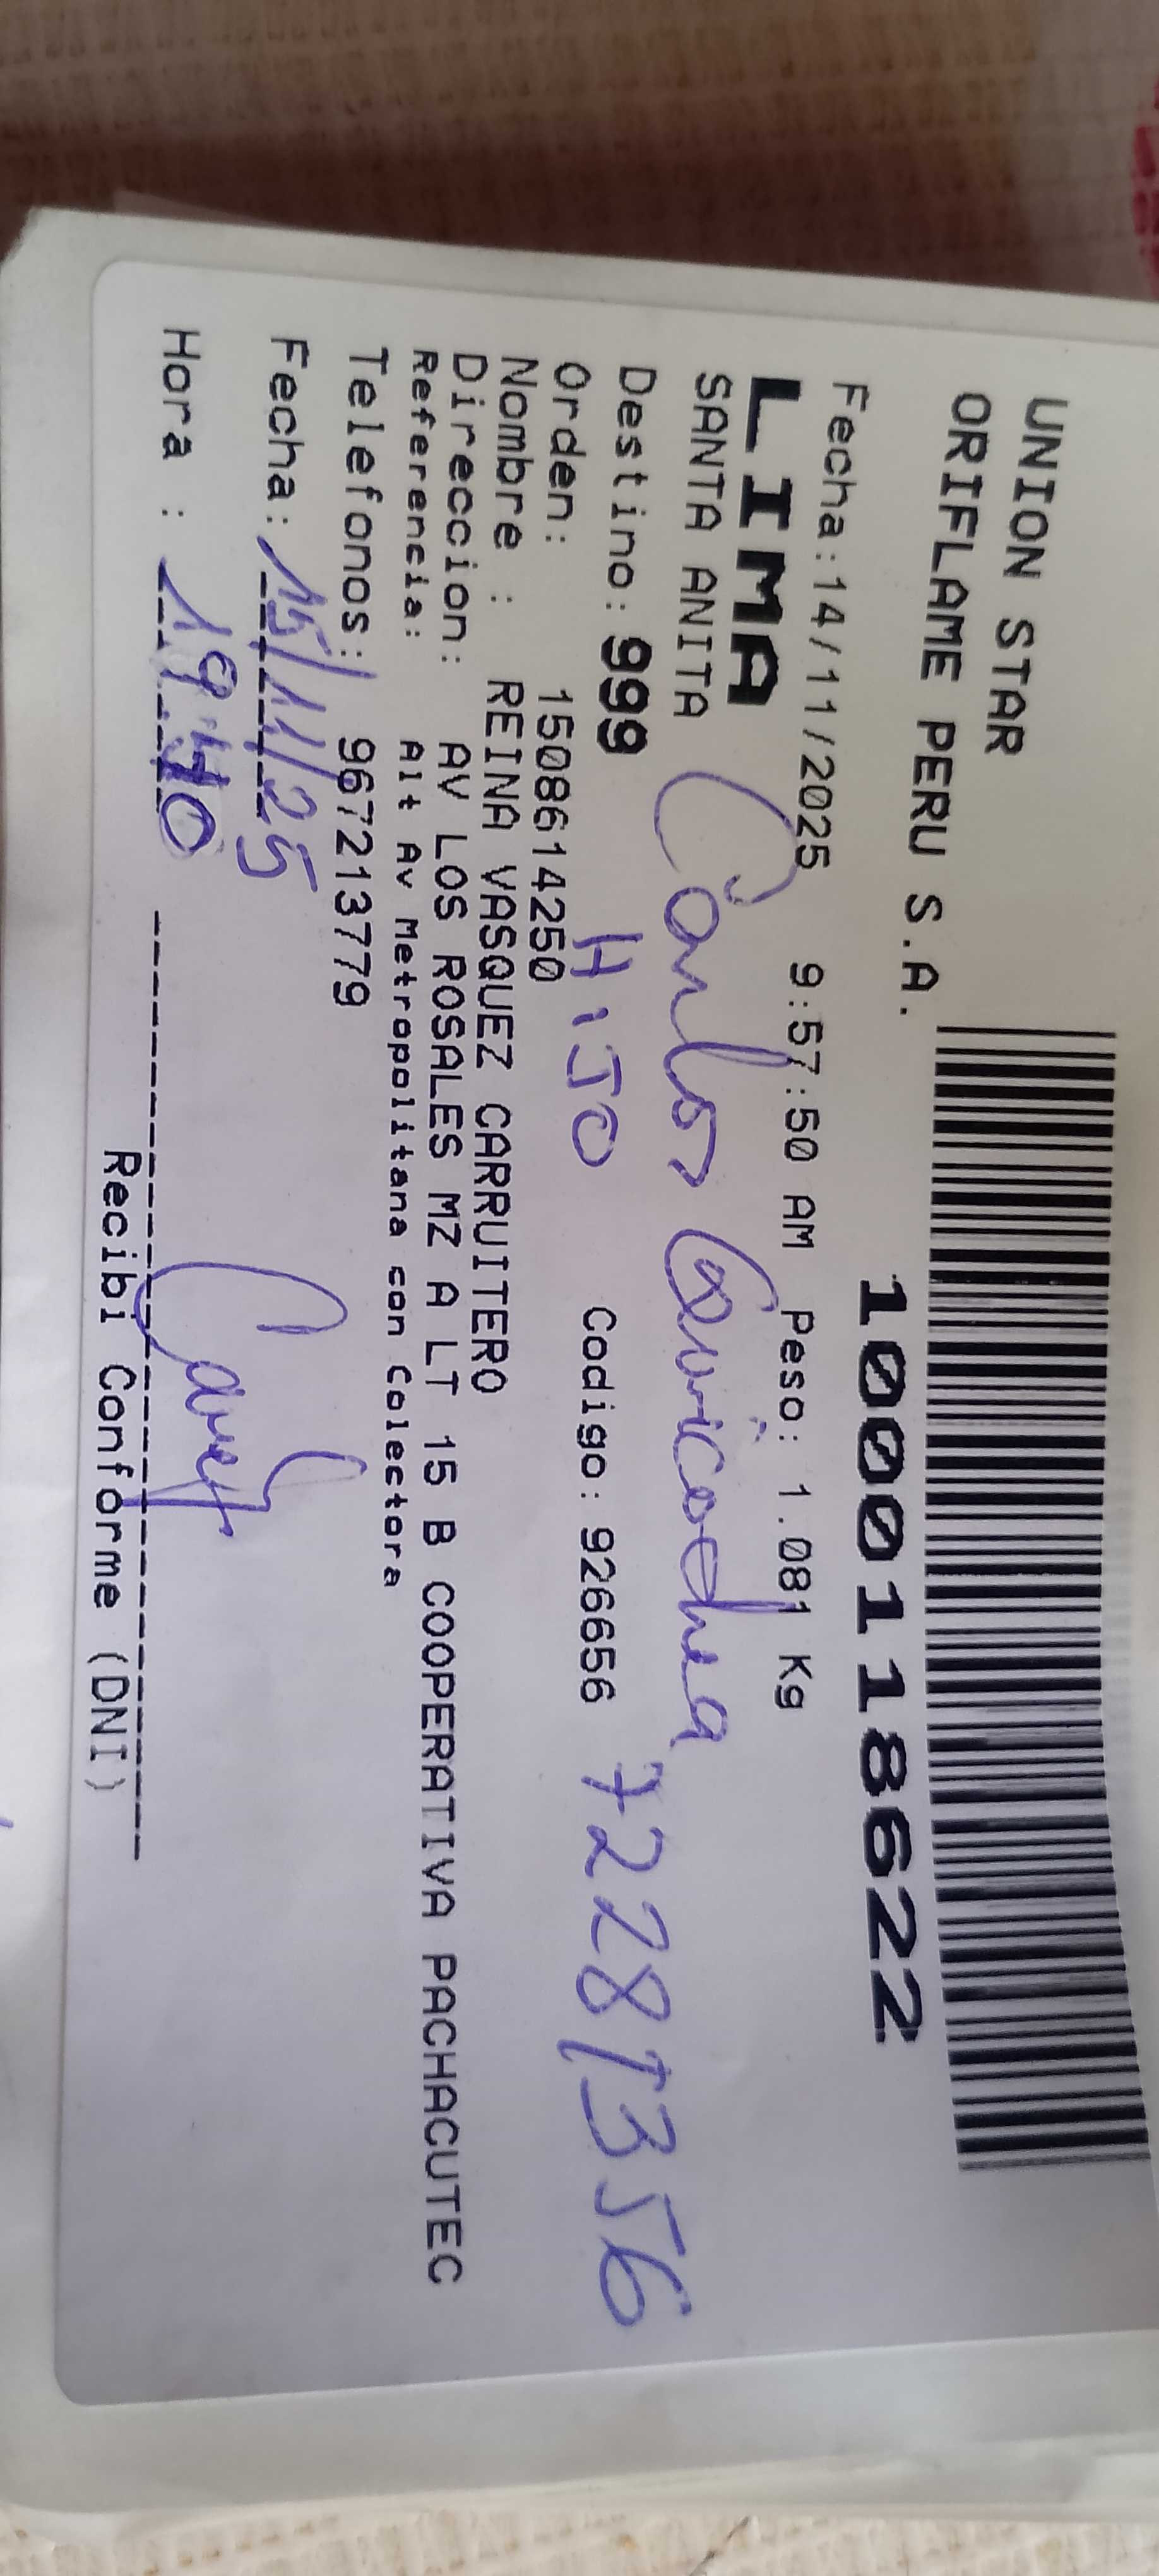 UNION STAR
ORIFLAME PERU S.A.
10001118622
Fecha:14/11/2025 9:57:50 AM Peso: 1.081 Kg
LIMA
SANTA ANITA
Carlos
Destino: 999 HIJO Codigo: 926656 72281356
Orden: 1508614250
Nombre : REINA VASQUEZ CARRUITERO
Direccion: AV LOS ROSALES MZ A LT 15 B COOPERATIVA PACHACUTEC
Referencia: Alt Av Metropolitana con Colectora
Telefonos: 967213779
Fecha: 15/11/25
Hora : 19:40
Recibi Conforme (DNI)